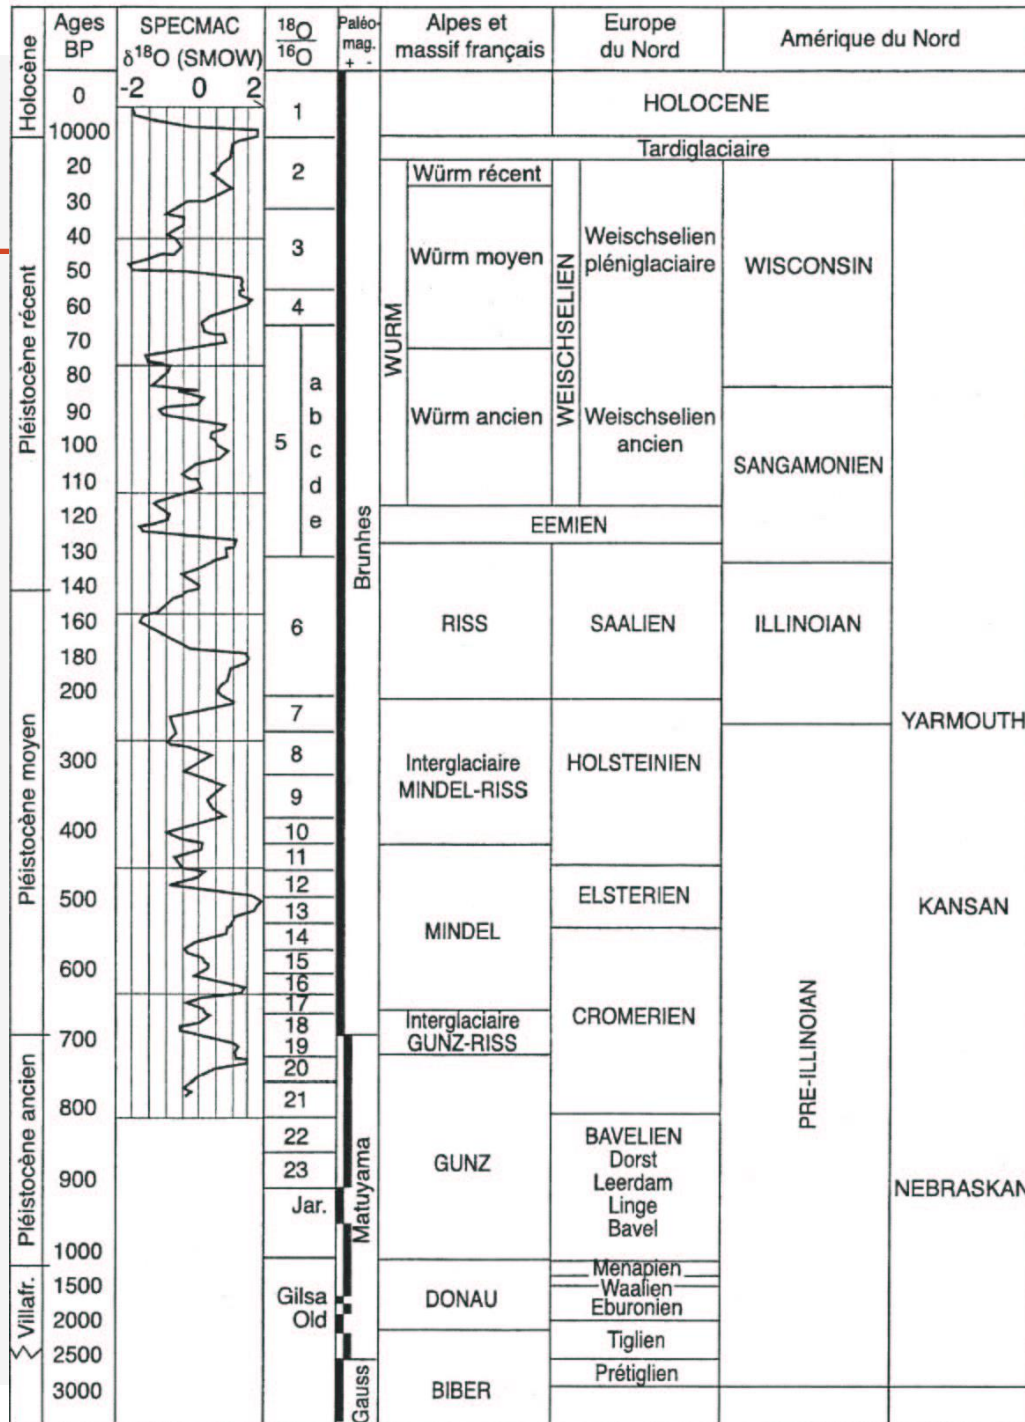 Holocène
Pléistocène récent
Pléistocène moyen
Pléistocène ancien
Villafr.
Ages
BP
0
10000
20
30
40
50
60
70
80
90
100
110
120
130
140
160
180
200
300
400
500
600
700
800
900
1000
1500
2000
2500
3000
SPECMAC
δ18O (SMOW)
-2 0 2
18O
16O
1
2
3
4
5
a
b
c
d
e
6
7
8
9
10
11
12
13
14
15
16
17
18
19
20
21
22
23
Jar.
Gilsa
Old
Paléo-
mag.
+ -
Brunhes
Matuyama
Gauss
Alpes et
massif français
Europe
du Nord
Amérique du Nord
HOLOCENE
Tardiglaciaire
WURM
Würm récent
Würm moyen
Würm ancien
WEISCHSELIEN
Weischselien
pléniglaciaire
Weischselien
ancien
WISCONSIN
SANGAMONIEN
EEMIEN
RISS
SAALIEN
ILLINOIAN
YARMOUTH
Interglaciaire
MINDEL-RISS
HOLSTEINIEN
MINDEL
ELSTERIEN
KANSAN
Interglaciaire
GUNZ-RISS
CROMERIEN
PRE-ILLINOIAN
GUNZ
BAVELIEN
Dorst
Leerdam
Linge
Bavel
NEBRASKAN
DONAU
Menapien
Waalien
Eburonien
Tiglien
BIBER
Prétiglien